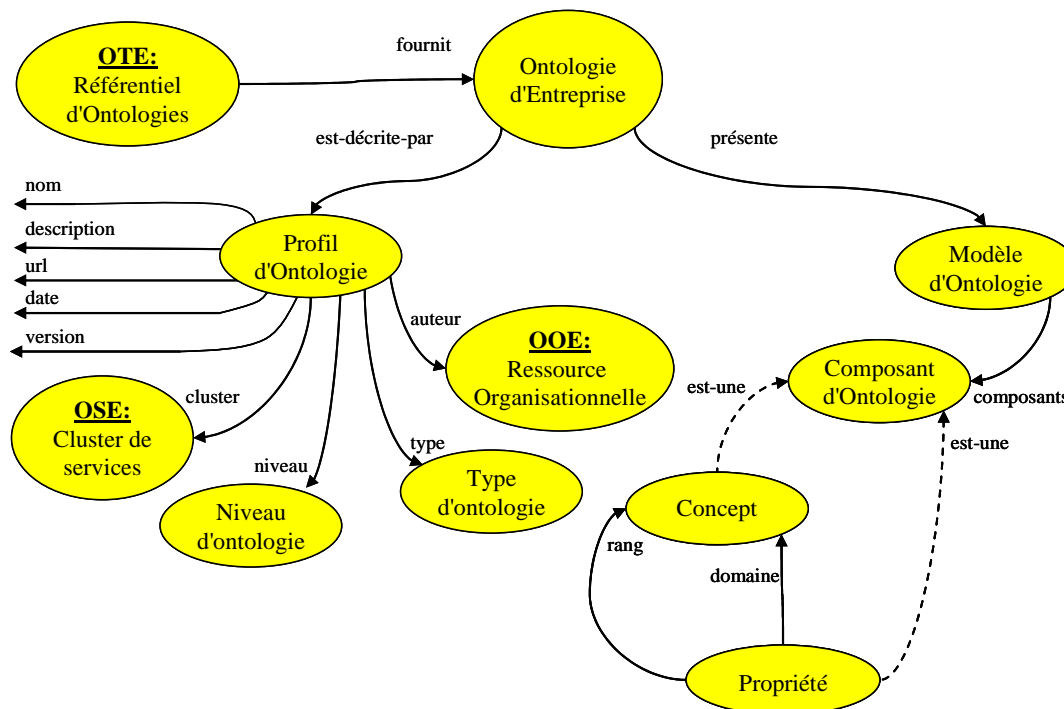 OTE:
Référentiel
d'Ontologies
fournit
Ontologie
d'Entreprise
est-décrite-par
présente
nom
description
url
date
version
Profil
d'Ontologie
Modèle
d'Ontologie
auteur
OOE:
Ressource
Organisationnelle
Composant
d'Ontologie
composants
est-une
est-une
cluster
OSE:
Cluster de
services
niveau
type
Niveau
d'ontologie
Type
d'ontologie
Concept
rang
domaine
Propriété